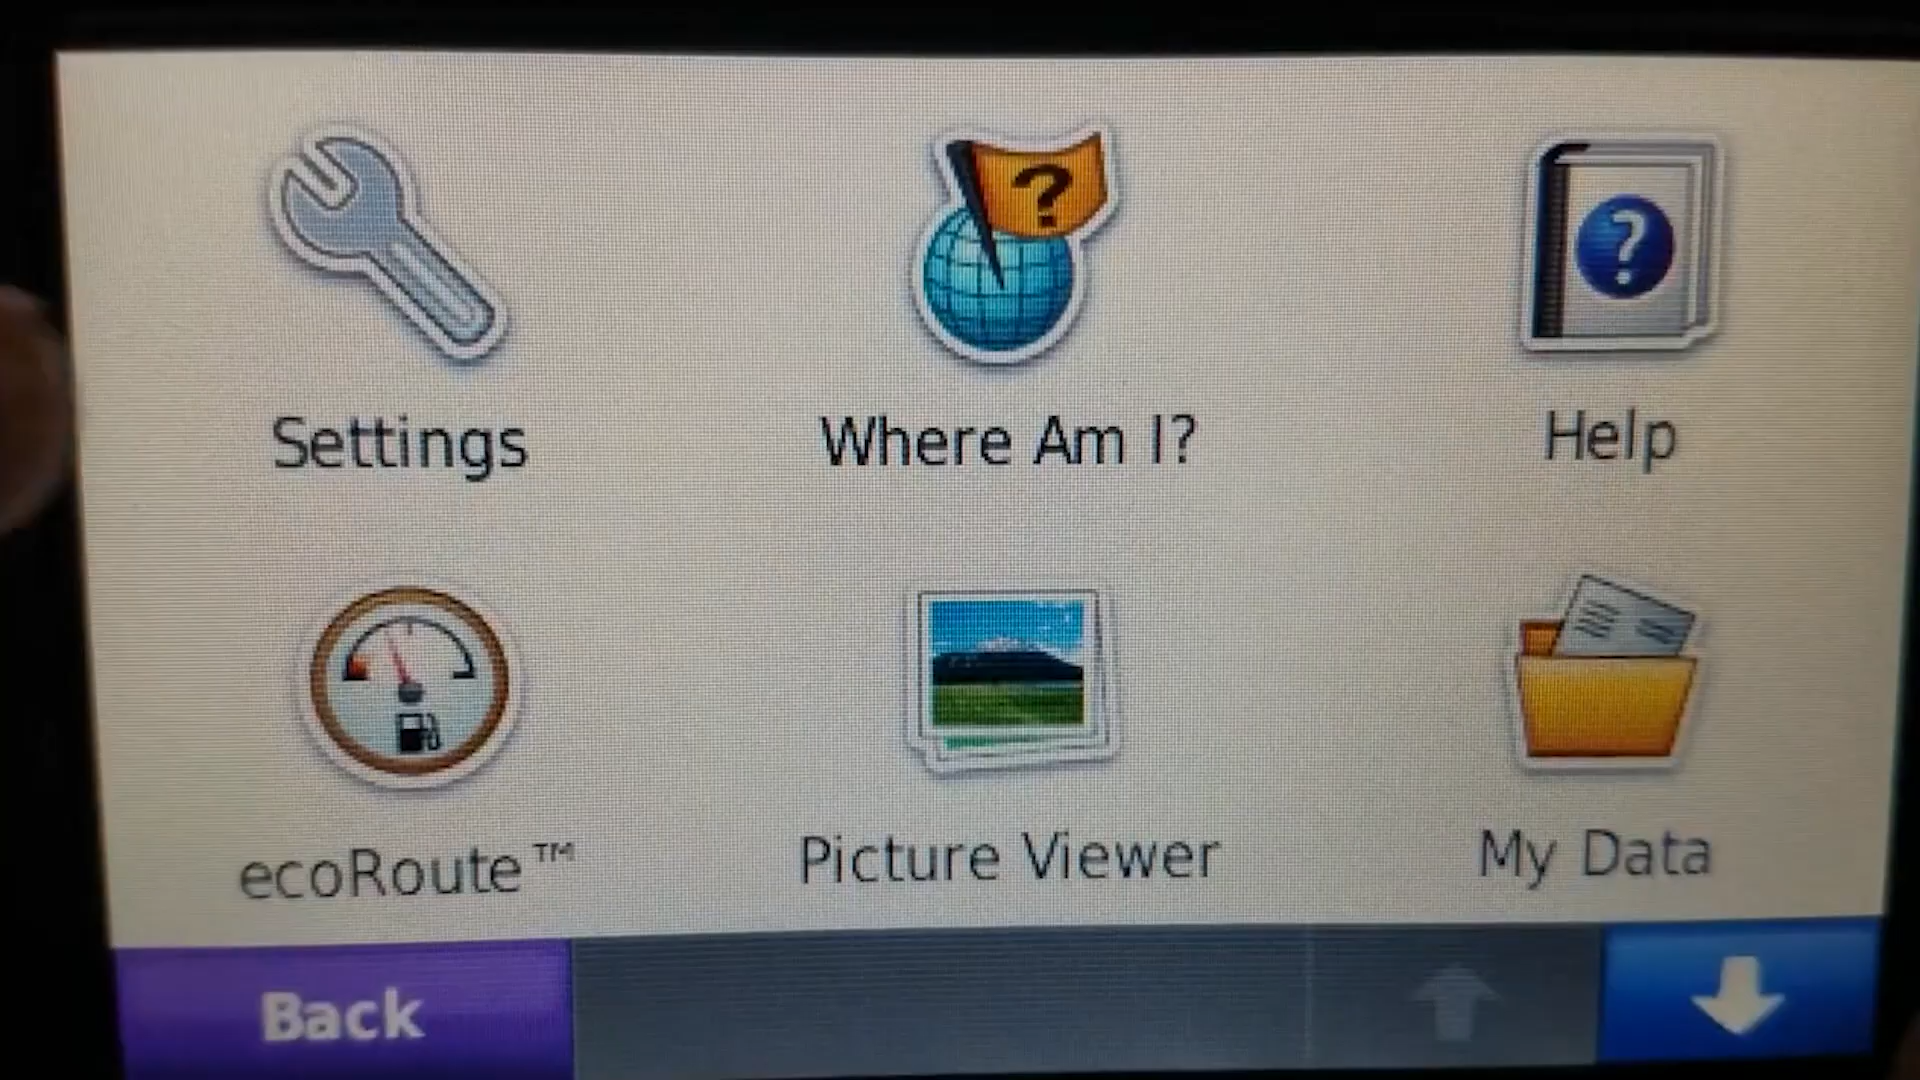 Settings
Where Am I?
Help
ecoRoute™
Picture Viewer
My Data
Back